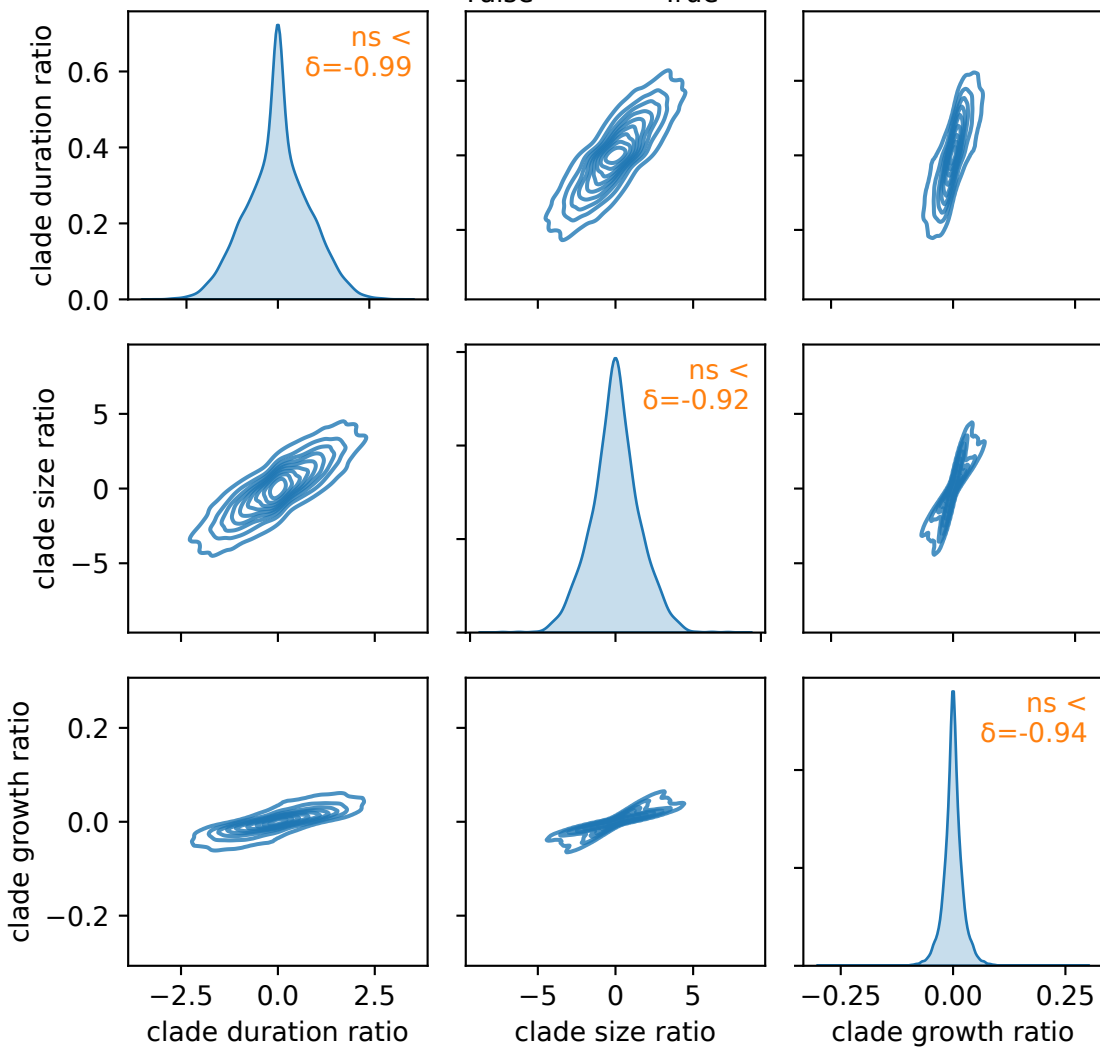 clade duration ratio
0.6
0.4
0.2
0.0
ns <
δ=-0.99
clade size ratio
5
0
−5
ns <
δ=-0.92
clade growth ratio
0.2
0.0
−0.2
ns <
δ=-0.94
−2.5 0.0 2.5
−5 0 5
−0.25 0.00 0.25
clade duration ratio
clade size ratio
clade growth ratio